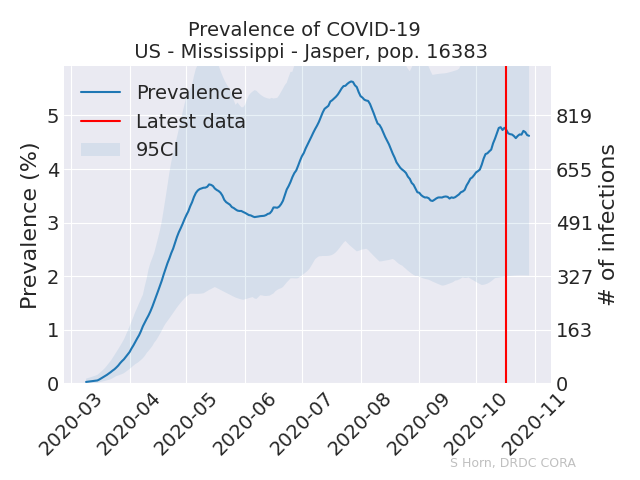 Prevalence of COVID-19
US - Mississippi - Jasper, pop. 16383
Prevalence
Latest data
95CI
Prevalence (%)
5
4
3
2
1
0
819
655
491
327
163
0
# of infections
2020-03
2020-04
2020-05
2020-06
2020-07
2020-08
2020-09
2020-10
2020-11
S Horn, DRDC CORA